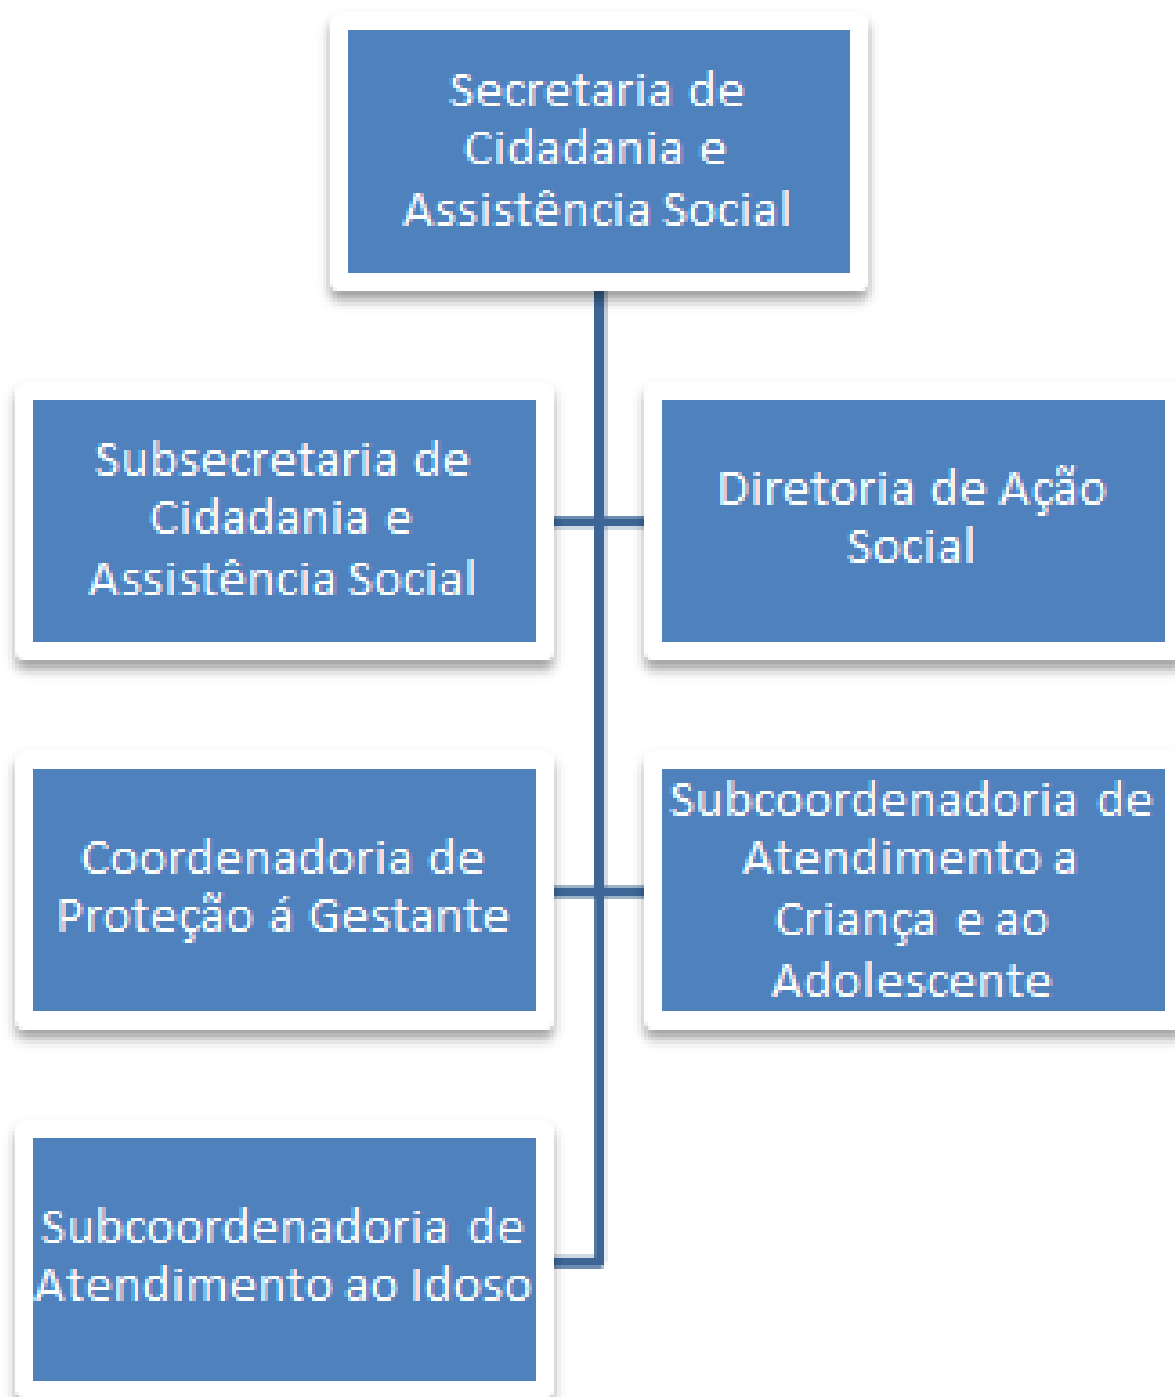 Secretaria de
Cidadania e
Assistência Social
Subsecretaria de
Cidadania e
Assistência Social
Diretoria de Ação
Social
Coordenadoria de
Proteção á Gestante
Subcoordenadoria de
Atendimento a
Criança e ao
Adolescente
Subcoordenadoria de
Atendimento ao Idoso